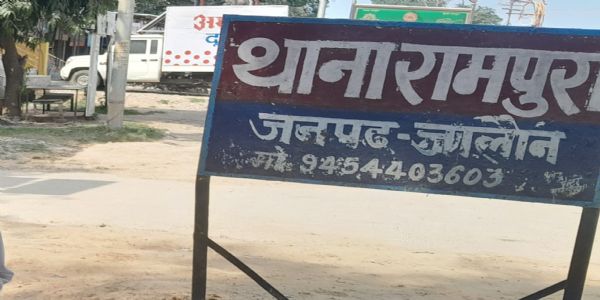 थाना रामपुरा
जनपद-जालौन
मो. 9454403603